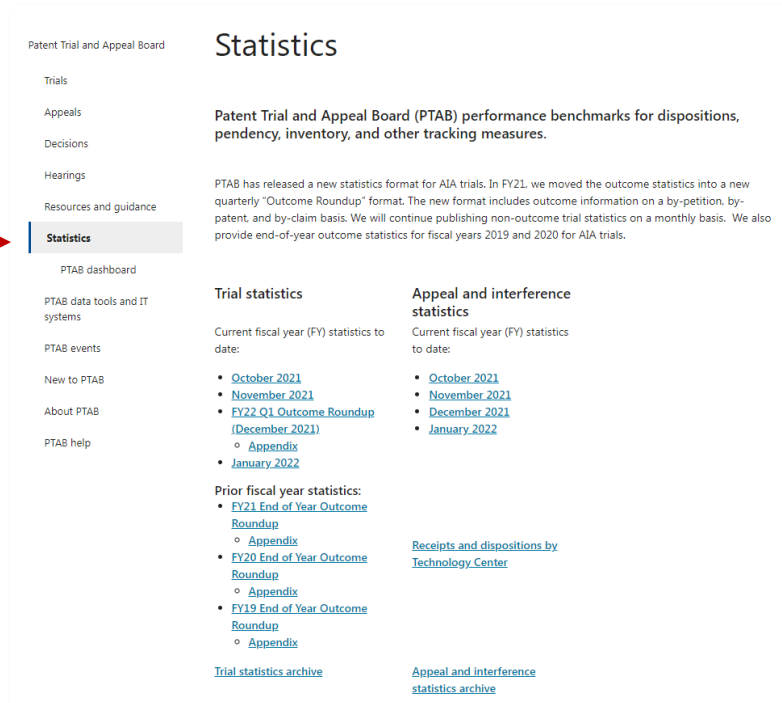 Patent Trial and Appeal Board
Trials
Appeals
Decisions
Hearings
Resources and guidance
Statistics
PTAB dashboard
PTAB data tools and IT
systems
PTAB events
New to PTAB
About PTAB
PTAB help
Statistics
Patent Trial and Appeal Board (PTAB) performance benchmarks for dispositions,
pendency, inventory, and other tracking measures.
PTAB has released a new statistics format for AIA trials. In FY21, we moved the outcome statistics into a new
quarterly “Outcome Roundup” format. The new format includes outcome information on a by-petition, by-
patent, and by-claim basis. We will continue publishing non-outcome trial statistics on a monthly basis.  We also
provide end-of-year outcome statistics for fiscal years 2019 and 2020 for AIA trials.
Trial statistics
Current fiscal year (FY) statistics to
date:
• October 2021
• November 2021
• FY22 Q1 Outcome Roundup
(December 2021)
○ Appendix
• January 2022
Prior fiscal year statistics:
• FY21 End of Year Outcome
Roundup
○ Appendix
• FY20 End of Year Outcome
Roundup
○ Appendix
• FY19 End of Year Outcome
Roundup
○ Appendix
Trial statistics archive
Appeal and interference
statistics
Current fiscal year (FY) statistics
to date:
• October 2021
• November 2021
• December 2021
• January 2022
Receipts and dispositions by
Technology Center
Appeal and interference
statistics archive